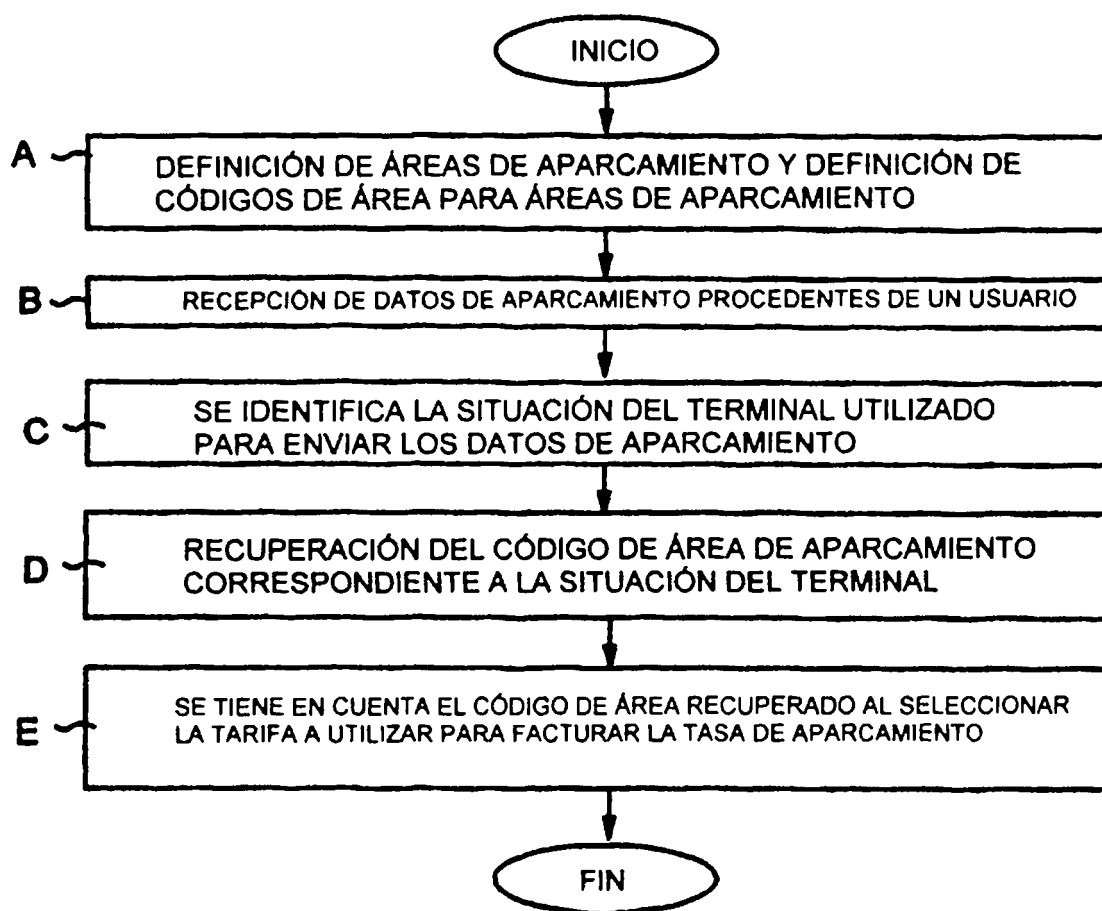 INICIO
A
DEFINICIÓN DE ÁREAS DE APARCAMIENTO Y DEFINICIÓN DE
CÓDIGOS DE ÁREA PARA ÁREAS DE APARCAMIENTO
B
RECEPCIÓN DE DATOS DE APARCAMIENTO PROCEDENTES DE UN USUARIO
C
SE IDENTIFICA LA SITUACIÓN DEL TERMINAL UTILIZADO
PARA ENVIAR LOS DATOS DE APARCAMIENTO
D
RECUPERACIÓN DEL CÓDIGO DE ÁREA DE APARCAMIENTO
CORRESPONDIENTE A LA SITUACIÓN DEL TERMINAL
E
SE TIENE EN CUENTA EL CÓDIGO DE ÁREA RECUPERADO AL SELECCIONAR
LA TARIFA A UTILIZAR PARA FACTURAR LA TASA DE APARCAMIENTO
FIN